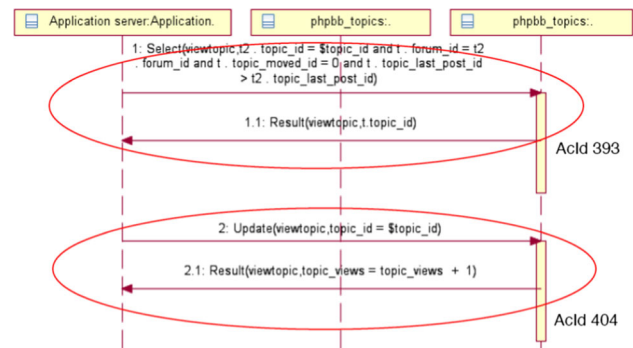 Application server:Application.
phpbb_topics:.
phpbb_topics:.
1: Select(viewtopic,t2 . topic_id = $topic_id and t . forum_id = t2
. forum_id and t . topic_moved_id = 0 and t . topic_last_post_id
> t2 . topic_last_post_id)
1.1: Result(viewtopic,t.topic_id)
AcId 393
2: Update(viewtopic,topic_id = $topic_id)
2.1: Result(viewtopic,topic_views = topic_views + 1)
AcId 404